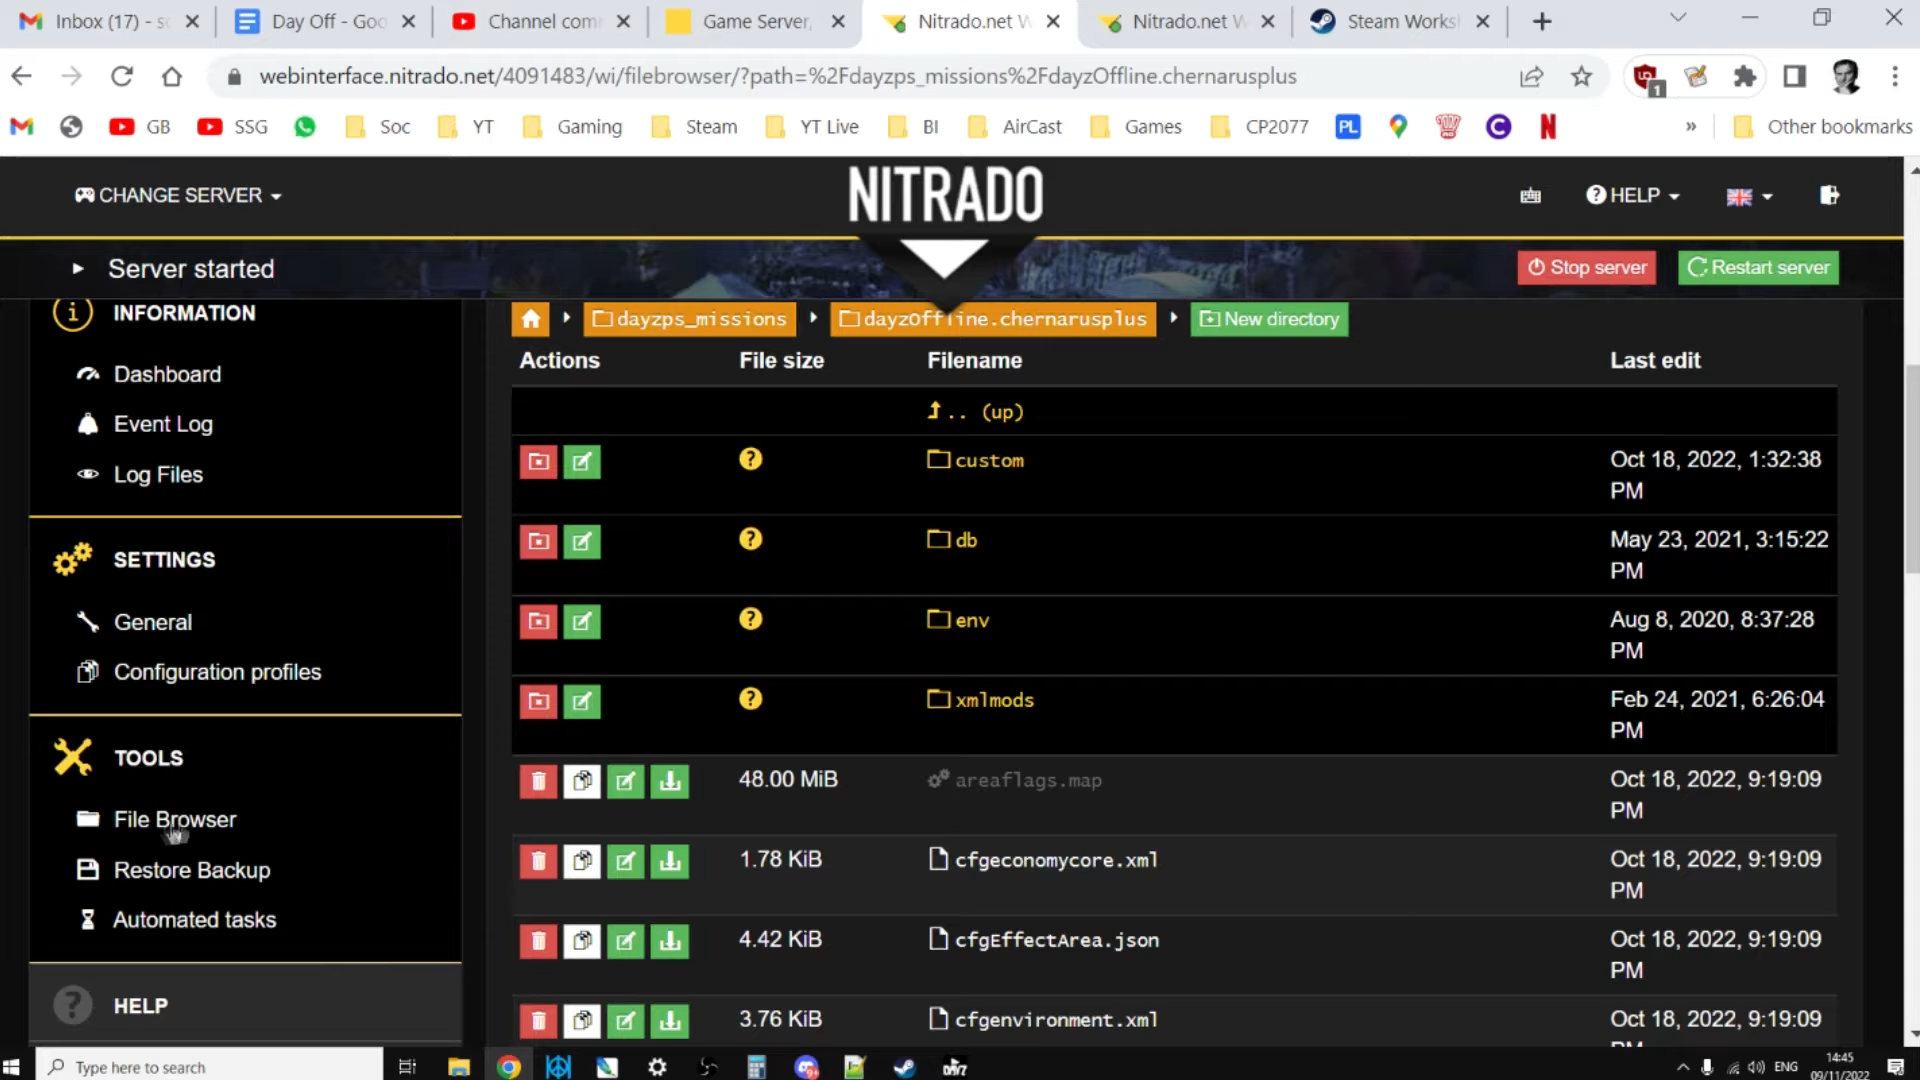 Inbox (17) - s
Day Off - Goo
Channel com
Game Server,
Nitrado.net W
Nitrado.net W
Steam Works
webinterface.nitrado.net/4091483/wi/filebrowser/?path=%2Fdayzps_missions%2FdayzOffline.chernarusplus
1
GB
SSG
Soc
YT
Gaming
Steam
YT Live
BI
AirCast
Games
CP2077
PL
»
Other bookmarks
CHANGE SERVER
NITRADO
HELP
Server started
Stop server
Restart server
INFORMATION
Dashboard
Event Log
Log Files
SETTINGS
General
Configuration profiles
TOOLS
File Browser
Restore Backup
Automated tasks
HELP
dayzps_missions
dayzOffline.chernarusplus
New directory
Actions
File size
Filename
Last edit
.. (up)
custom
Oct 18, 2022, 1:32:38 PM
db
May 23, 2021, 3:15:22 PM
env
Aug 8, 2020, 8:37:28 PM
xmlmods
Feb 24, 2021, 6:26:04 PM
48.00 MiB
areaflags.map
Oct 18, 2022, 9:19:09 PM
1.78 KiB
cfgeconomycore.xml
Oct 18, 2022, 9:19:09 PM
4.42 KiB
cfgEffectArea.json
Oct 18, 2022, 9:19:09 PM
3.76 KiB
cfgenvironment.xml
Oct 18, 2022, 9:19:09
Type here to search
ENG
14:45
09/11/2022